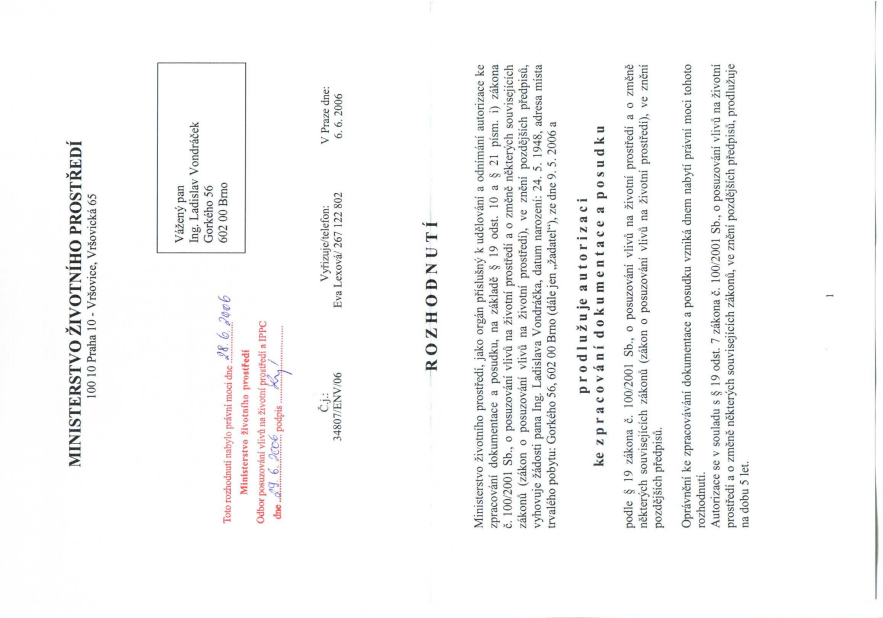 MINISTERSTVO ŽIVOTNÍHO PROSTŘEDÍ
100 10 Praha 10 - Vršovice, Vršovická 65
Vážený pan
Ing. Ladislav Vondráček
Gorkého 56
602 00 Brno
Toto rozhodnutí nabylo právní moci dne 28. 6. 2006
Ministerstvo životního prostředí
Odbor posuzování vlivů na životní prostředí a IPPC
dne 29. 6. 2006 podpis
Č.j.: Vyřizuje/telefon: V Praze dne:
34807/ENV/06 Eva Lexová/ 267 122 802 6. 6. 2006
R O Z H O D N U T Í
Ministerstvo životního prostředí, jako orgán příslušný k udělování a odnímání autorizace ke
zpracování dokumentace a posudku, na základě § 19 odst. 10 a § 21 písm. i) zákona
č. 100/2001 Sb., o posuzování vlivů na životní prostředí a o změně některých souvisejících
zákonů (zákon o posuzování vlivů na životní prostředí), ve znění pozdějších předpisů,
vyhovuje žádosti pana Ing. Ladislava Vondráčka, datum narození: 24. 5. 1948, adresa místa
trvalého pobytu: Gorkého 56, 602 00 Brno (dále jen „žadatel“), ze dne 9. 5. 2006 a
p r o d l u ž u j e a u t o r i z a c i
k e z p r a c o v á n í d o k u m e n t a c e a p o s u d k u
podle § 19 zákona č. 100/2001 Sb., o posuzování vlivů na životní prostředí a o změně
některých souvisejících zákonů (zákon o posuzování vlivů na životní prostředí), ve znění
pozdějších předpisů.
Oprávnění ke zpracovávání dokumentace a posudku vzniká dnem nabytí právní moci tohoto
rozhodnutí.
Autorizace se v souladu s § 19 odst. 7 zákona č. 100/2001 Sb., o posuzování vlivů na životní
prostředí a o změně některých souvisejících zákonů, ve znění pozdějších předpisů, prodlužuje
na dobu 5 let.
1